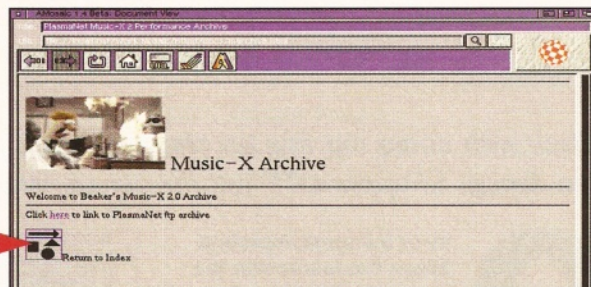 AMosaic 1.4 Beta: Document View
Title: PlasmaNet Music-X 2 Performance Archive
Music-X Archive
Welcome to Beaker's Music-X 2.0 Archive
Click here to link to PlasmaNet ftp archive
Return to Index